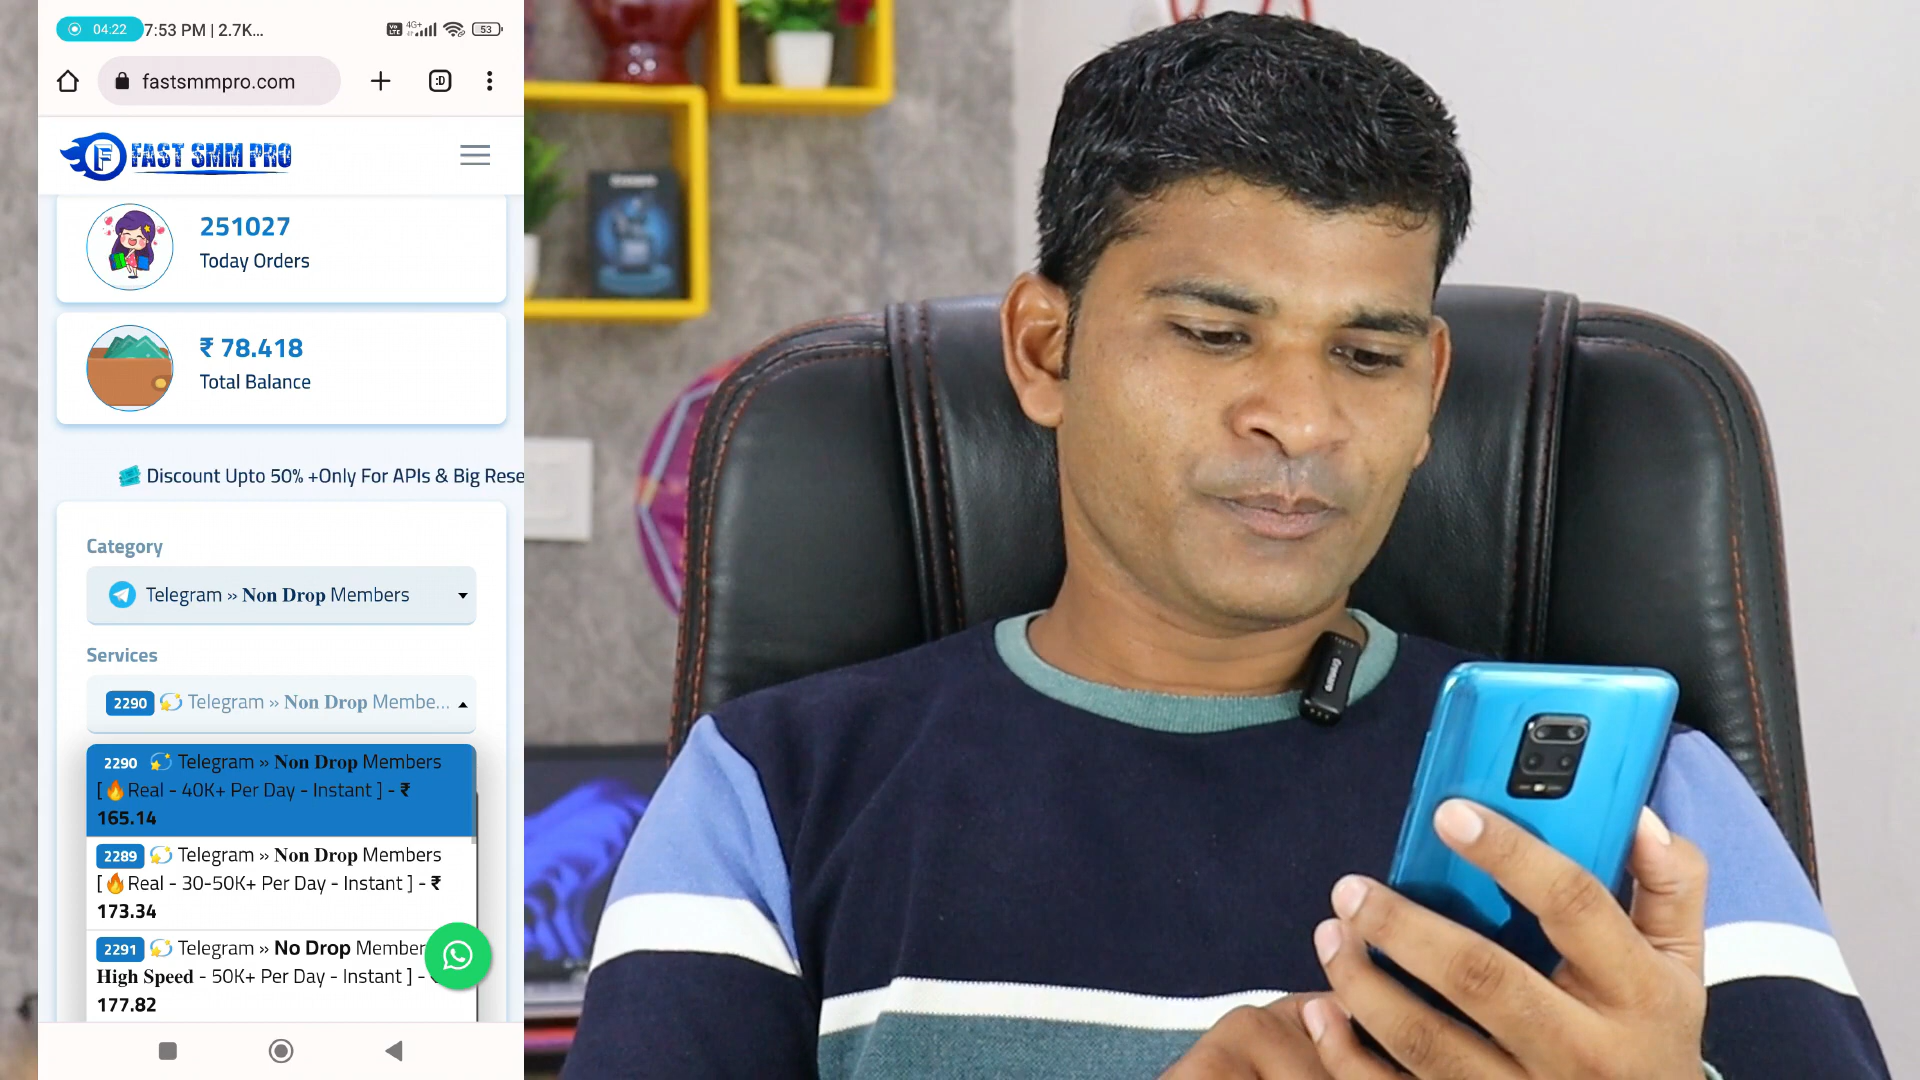 04:22 7:53 PM | 2.7K...
4G+
53
fastsmmpro.com
:D
F FAST SMM PRO
251027
Today Orders
₹ 78.418
Total Balance
Discount Upto 50% +Only For APIs & Big Rese
Category
Telegram » Non Drop Members
Services
2290 Telegram » Non Drop Membe...
2290 Telegram » Non Drop Members
[🔥Real - 40K+ Per Day - Instant ] - ₹
165.14
2289 Telegram » Non Drop Members
[🔥Real - 30-50K+ Per Day - Instant ] - ₹
173.34
2291 Telegram » No Drop Member
High Speed - 50K+ Per Day - Instant ] -
177.82